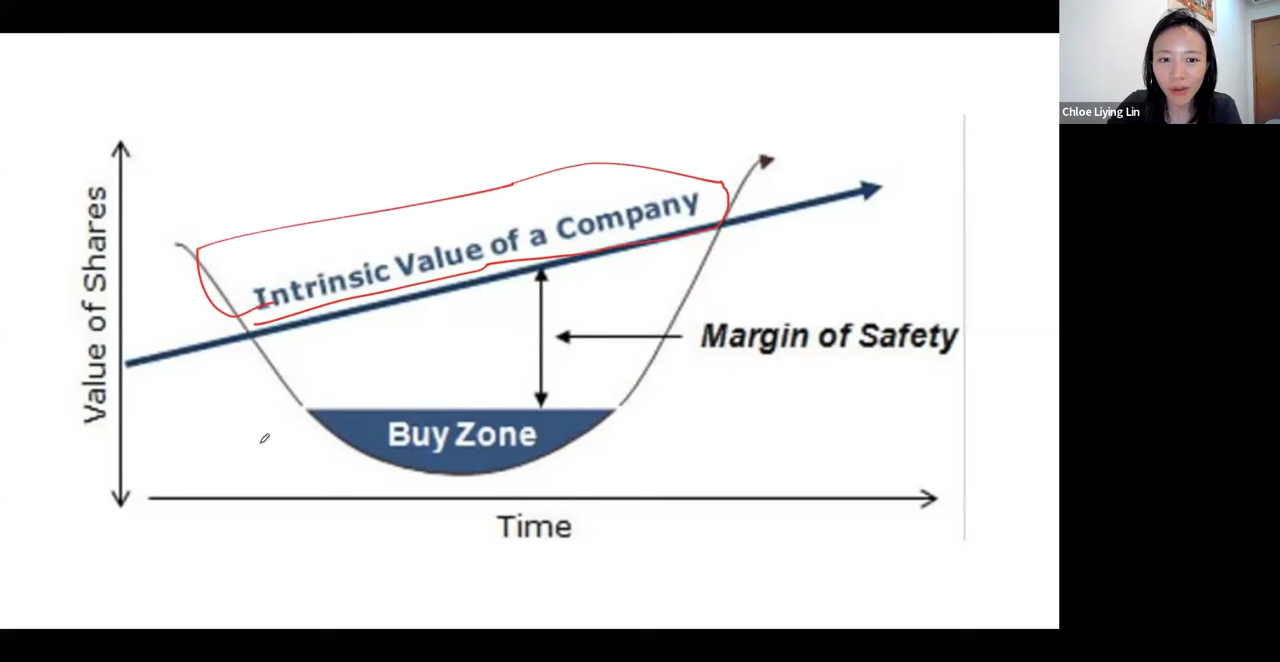 Chloe Liying Lin
Value of Shares
Intrinsic Value of a Company
Margin of Safety
Buy Zone
Time